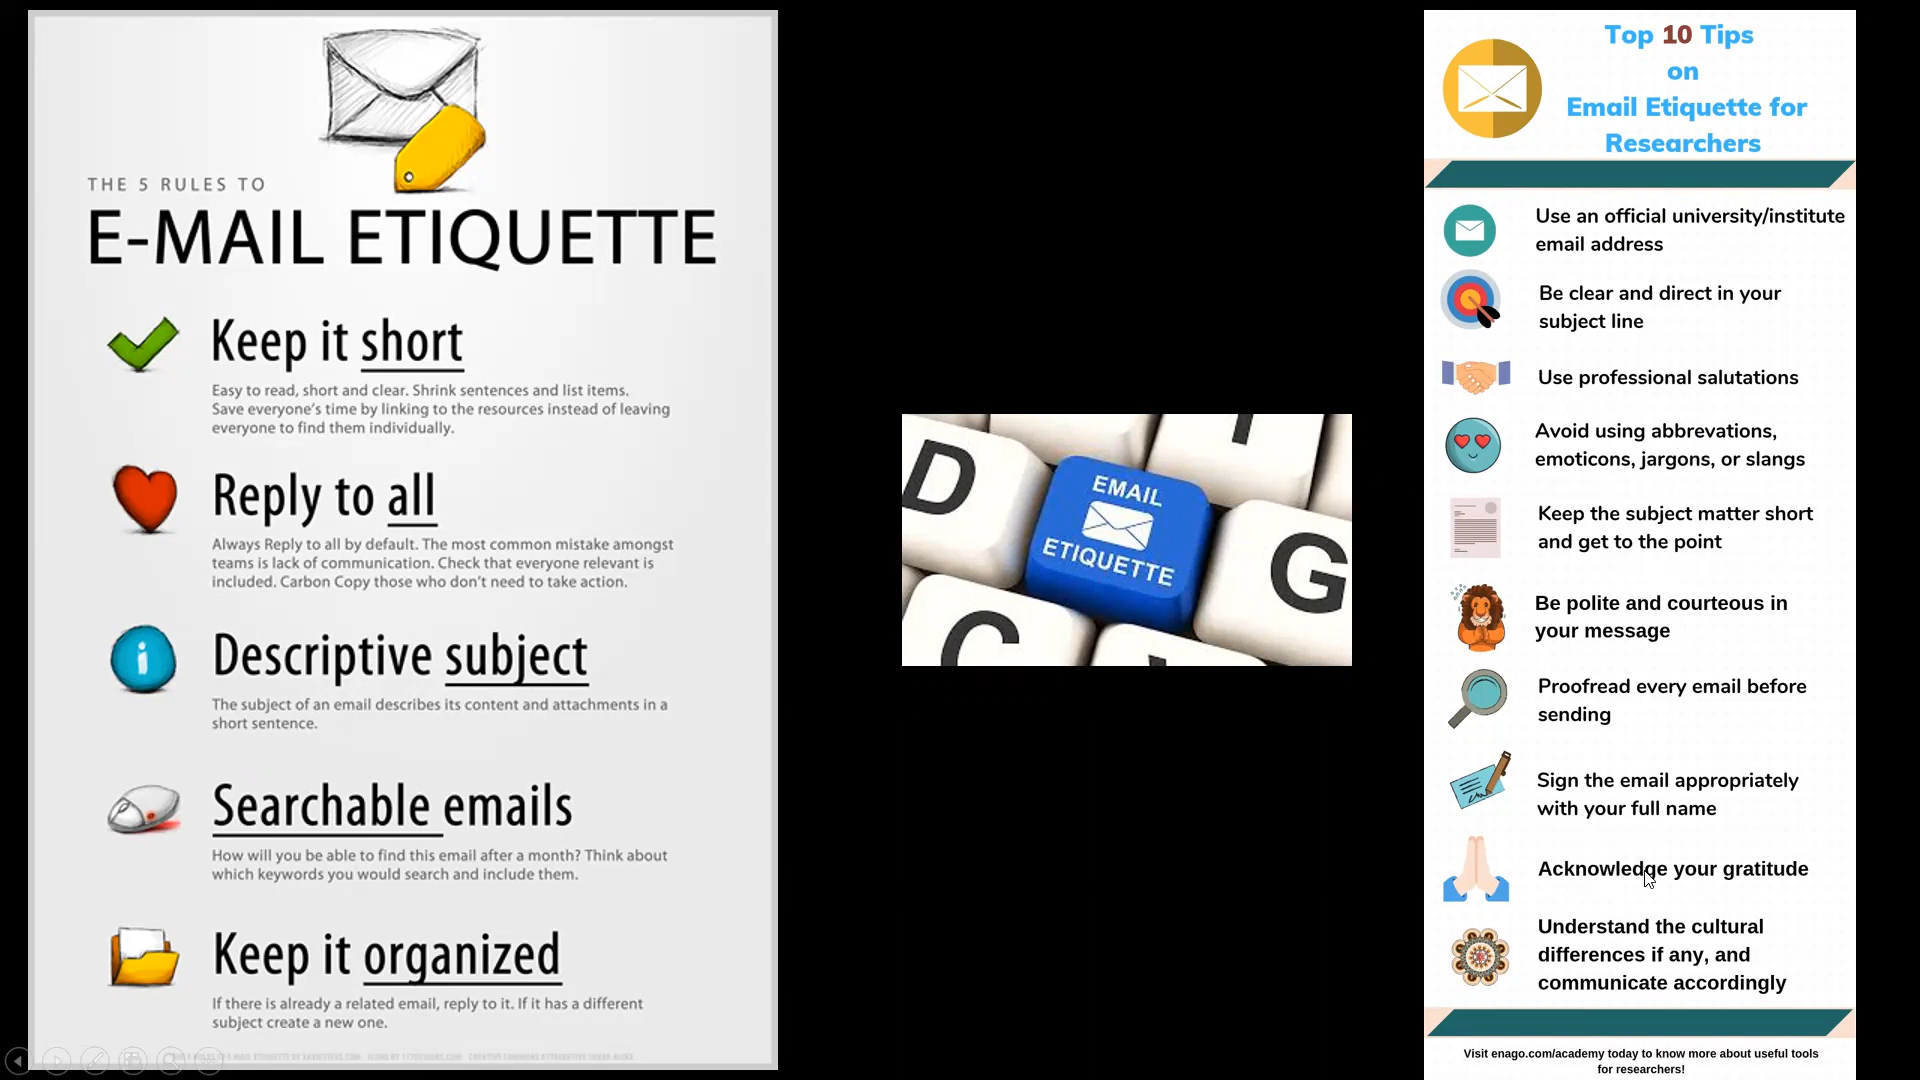 THE 5 RULES TO
E-MAIL ETIQUETTE
Keep it short
Easy to read, short and clear. Shrink sentences and list items.
Save everyone's time by linking to the resources instead of leaving
everyone to find them individually.
Reply to all
Always Reply to all by default. The most common mistake amongst
teams is lack of communication. Check that everyone relevant is
included. Carbon Copy those who don't need to take action.
Descriptive subject
The subject of an email describes its content and attachments in a
short sentence.
Searchable emails
How will you be able to find this email after a month? Think about
which keywords you would search and include them.
Keep it organized
If there is already a related email, reply to it. If it has a different
subject create a new one.
D
EMAIL
ETIQUETTE
G
C
Top 10 Tips
on
Email Etiquette for
Researchers
Use an official university/institute
email address
Be clear and direct in your
subject line
Use professional salutations
Avoid using abbrevations,
emoticons, jargons, or slangs
Keep the subject matter short
and get to the point
Be polite and courteous in
your message
Proofread every email before
sending
Sign the email appropriately
with your full name
Acknowledge your gratitude
Understand the cultural
differences if any, and
communicate accordingly
Visit enago.com/academy today to know more about useful tools
for researchers!